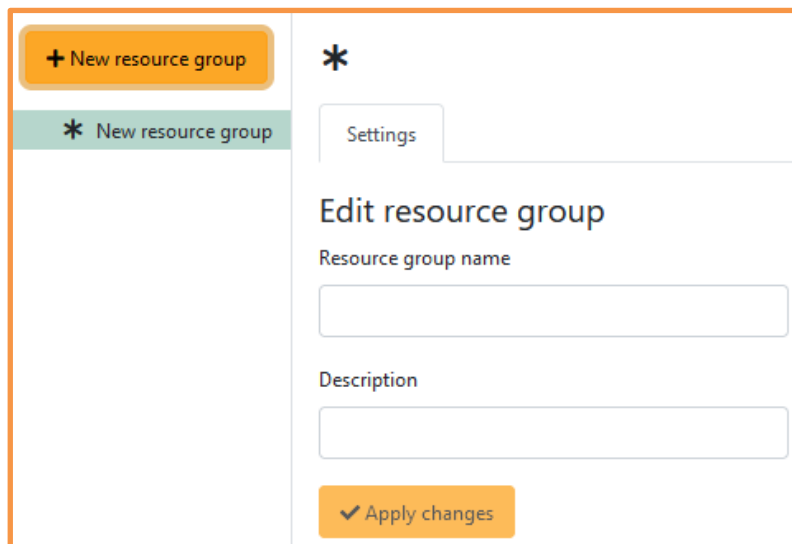 New resource group
New resource group
Settings
Edit resource group
Resource group name
Description
Apply changes